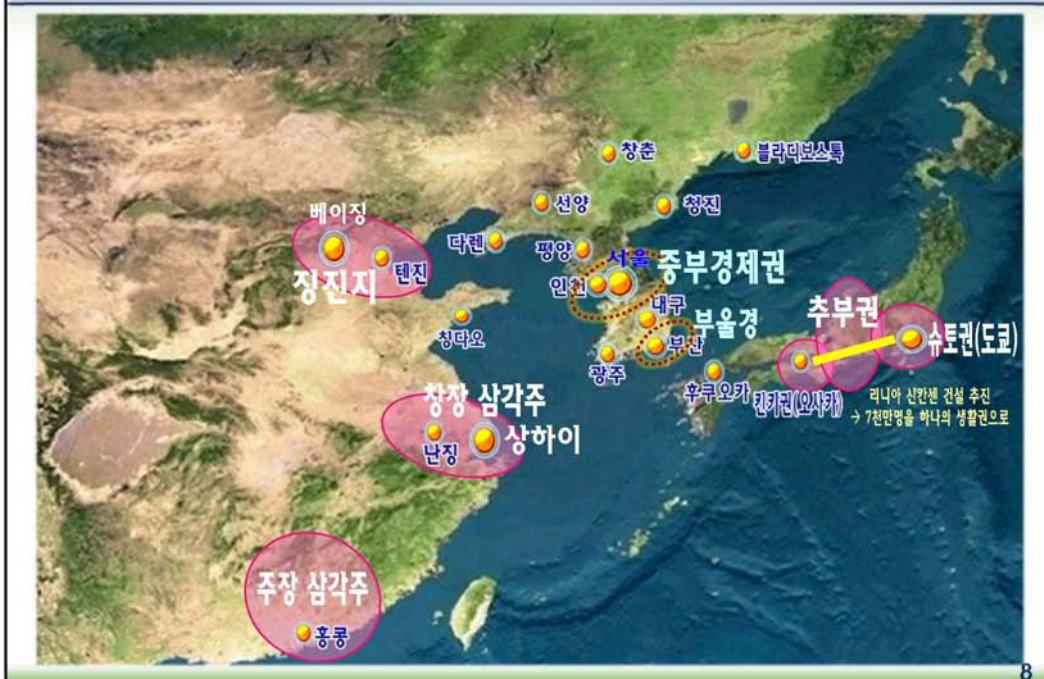 창춘
블라디보스톡
선양
청진
베이징
다렌
평양
서울
중부경제권
텐진
인천
징진지
대구
부울경
추부권
칭다오
부산
슈토권(도쿄)
광주
후쿠오카
킨키권(오사카)
리니아 신칸센 건설 추진
→ 7천만명을 하나의 생활권으로
창장 삼각주
상하이
난징
주장 삼각주
홍콩
8